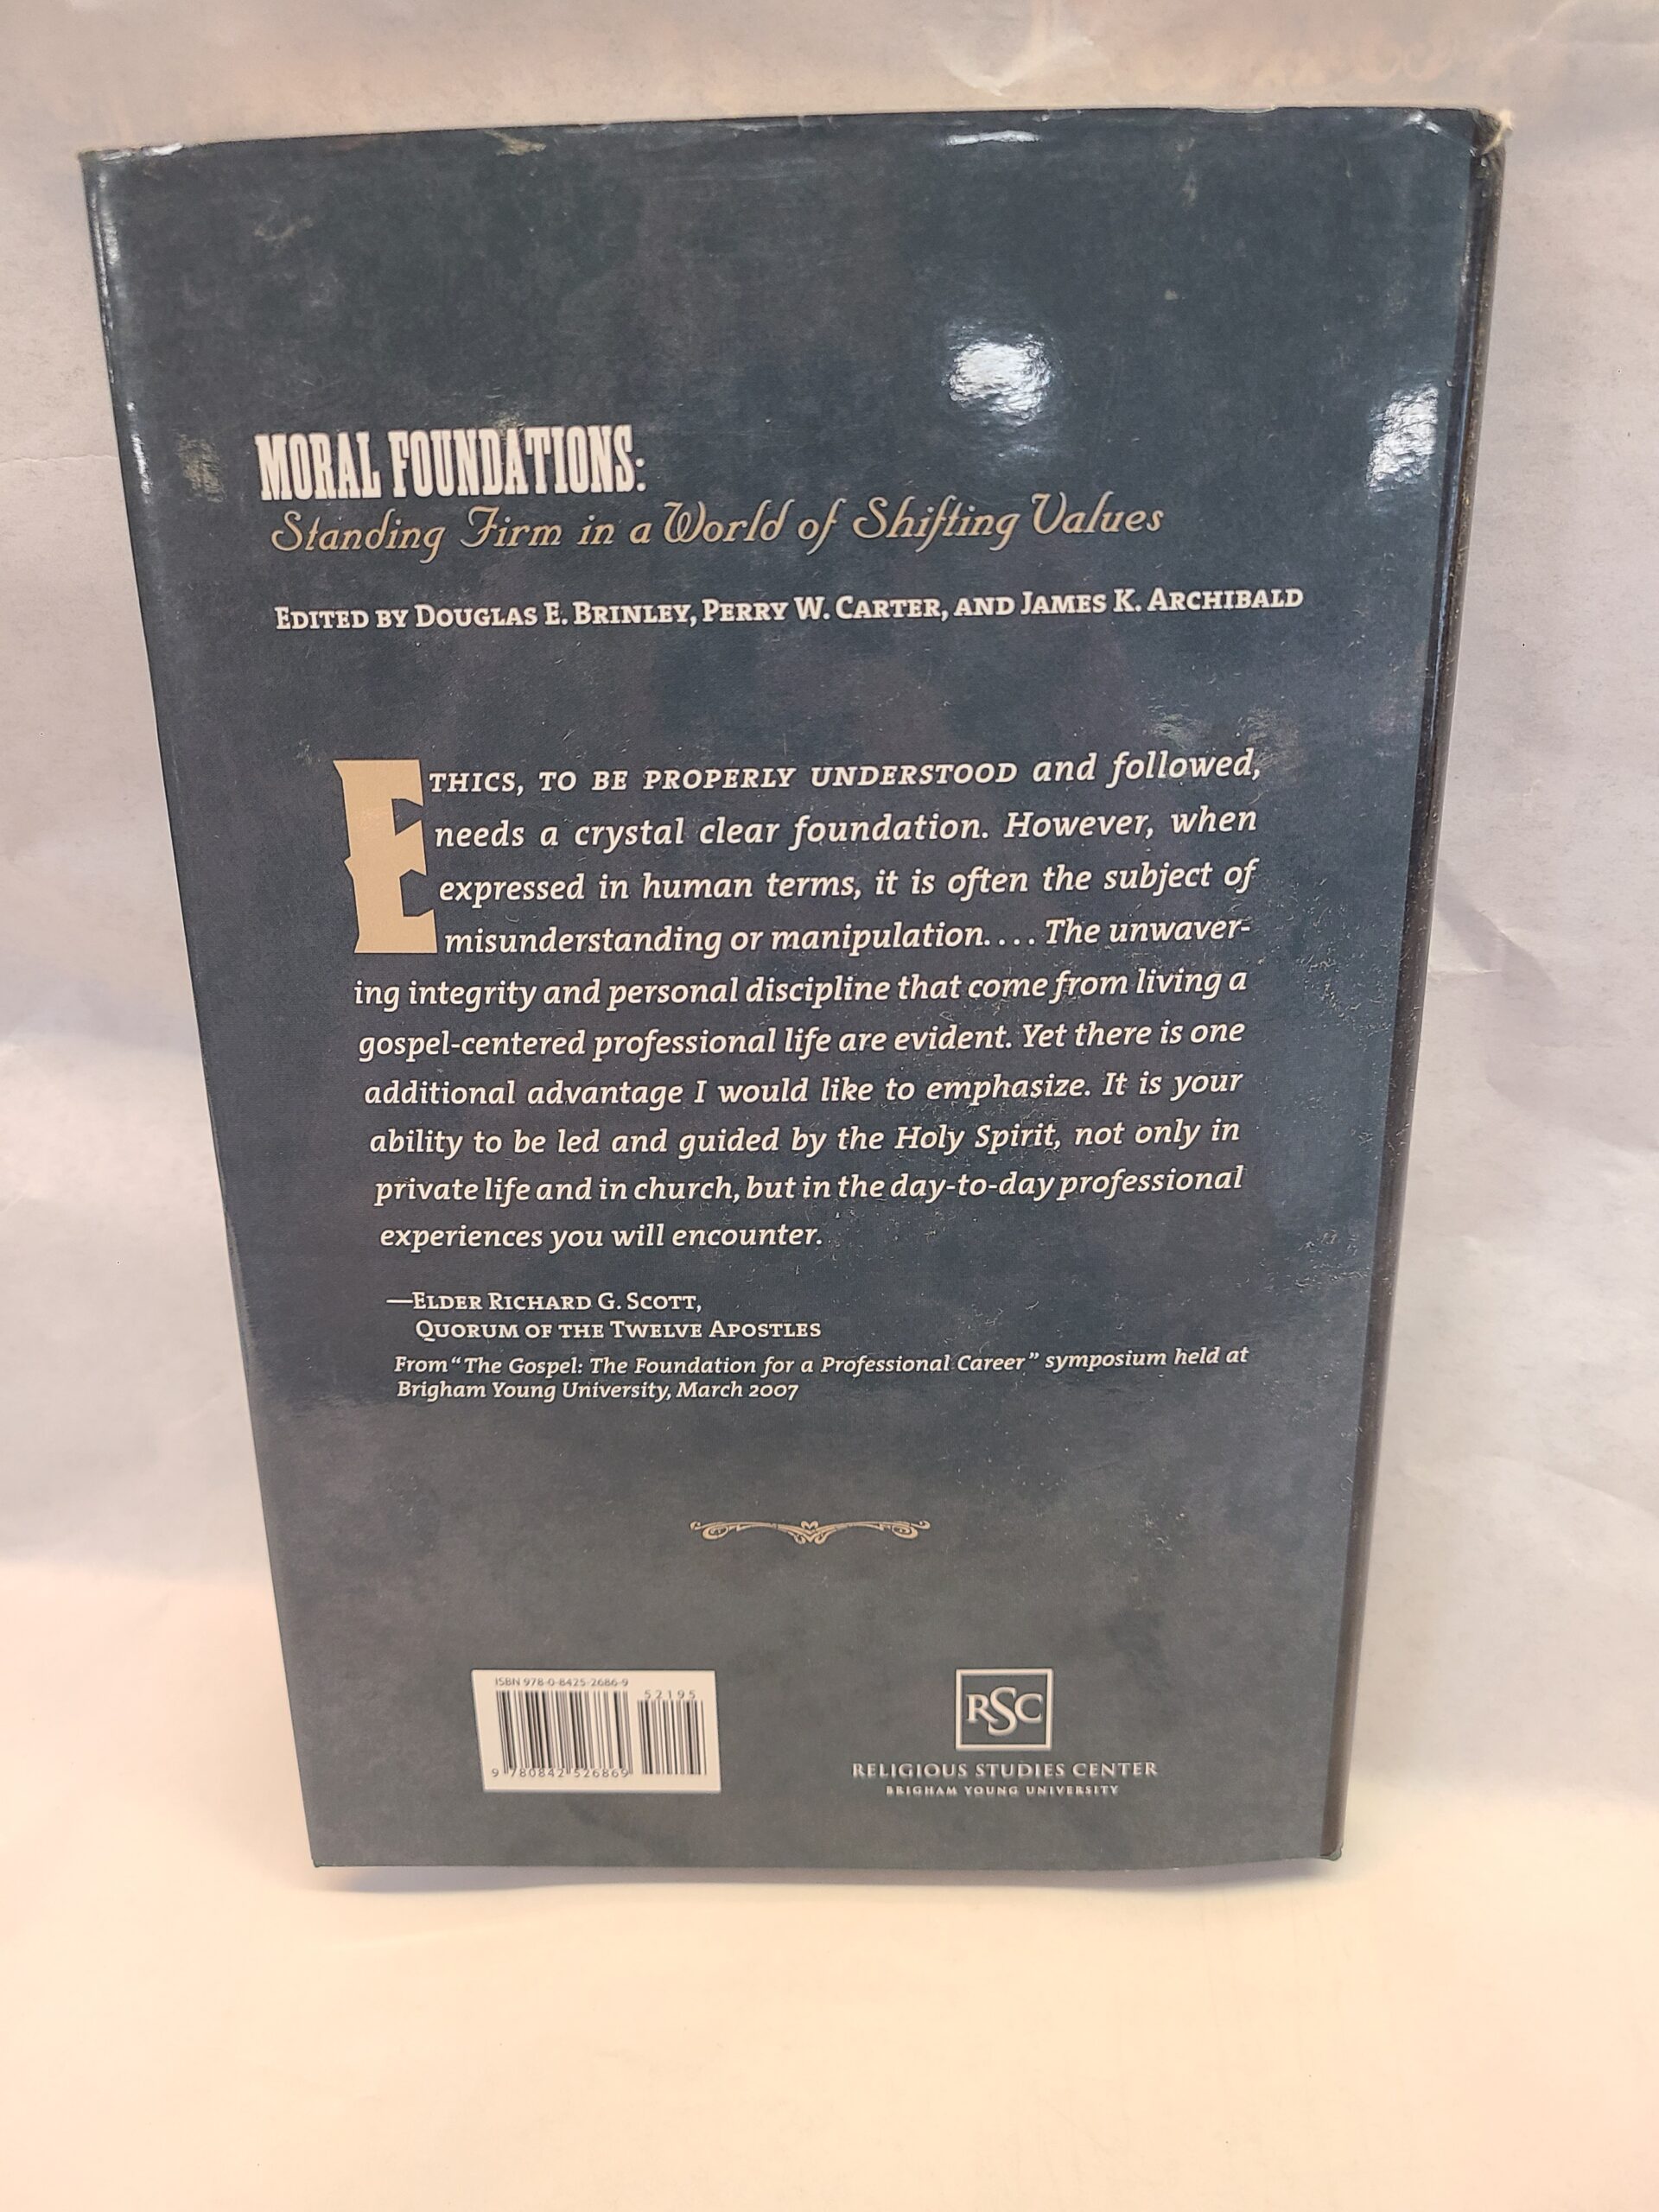 MORAL FOUNDATIONS:
Standing Firm in a World of Shifting Values
EDITED BY DOUGLAS E. BRINLEY, PERRY W. CARTER, AND JAMES K. ARCHIBALD
ETHICS, TO BE PROPERLY UNDERSTOOD and followed,
needs a crystal clear foundation. However, when
expressed in human terms, it is often the subject of
misunderstanding or manipulation. . . . The unwaver-
ing integrity and personal discipline that come from living a
gospel-centered professional life are evident. Yet there is one
additional advantage I would like to emphasize. It is your
ability to be led and guided by the Holy Spirit, not only in
private life and in church, but in the day-to-day professional
experiences you will encounter.
—ELDER RICHARD G. SCOTT,
QUORUM OF THE TWELVE APOSTLES
From “The Gospel: The Foundation for a Professional Career” symposium held at
Brigham Young University, March 2007
ISBN 978-0-8425-2686-9
52195
9 780842 526869
RSC
RELIGIOUS STUDIES CENTER
BRIGHAM YOUNG UNIVERSITY